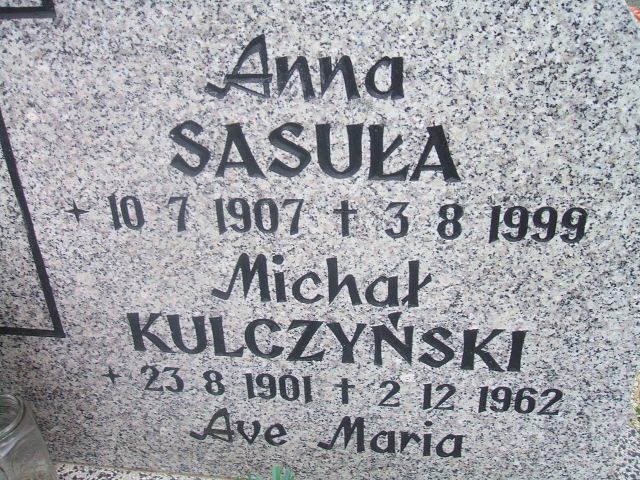 Anna
SASUŁA
+ 10 7 1907 † 3 8 1999
Michał
KULCZYŃSKI
+ 23 8 1901 † 2 12 1962
Ave Maria